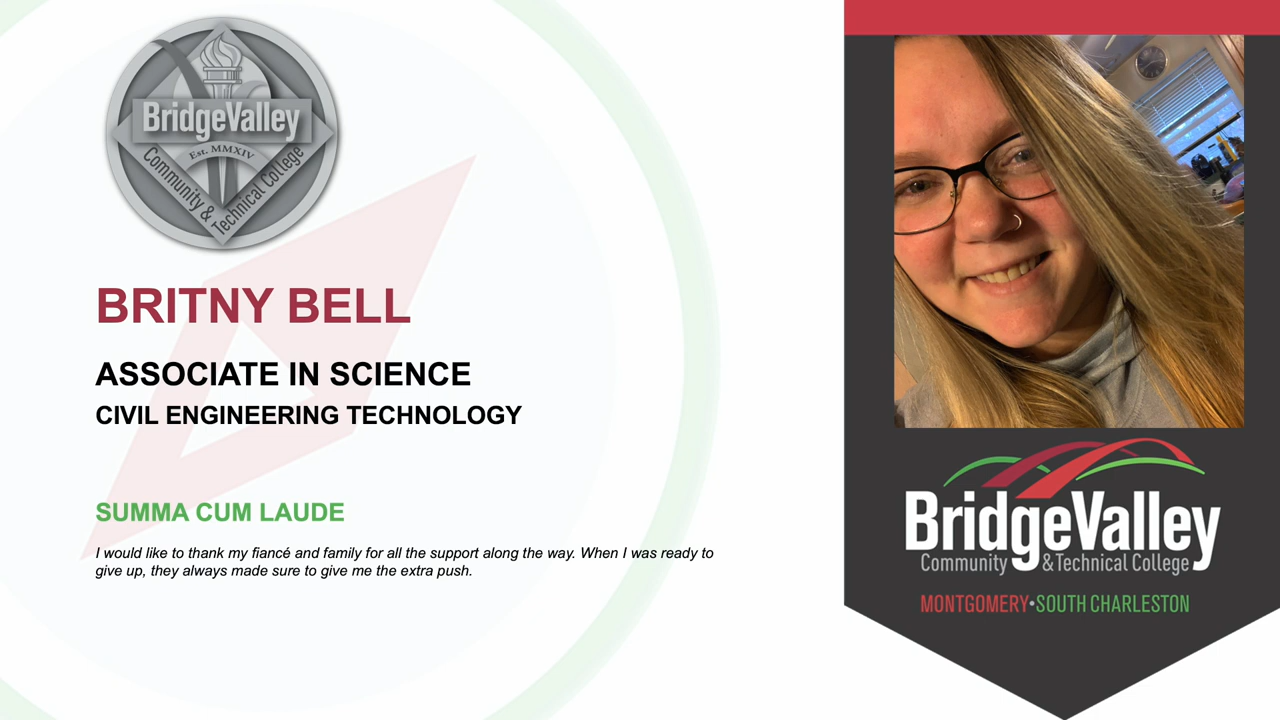 BridgeValley
Est. MMXIV
Community & Technical College
BRITNY BELL
ASSOCIATE IN SCIENCE
CIVIL ENGINEERING TECHNOLOGY
SUMMA CUM LAUDE
I would like to thank my fiancé and family for all the support along the way. When I was ready to
give up, they always made sure to give me the extra push.
BridgeValley
Community & Technical College
MONTGOMERY•SOUTH CHARLESTON